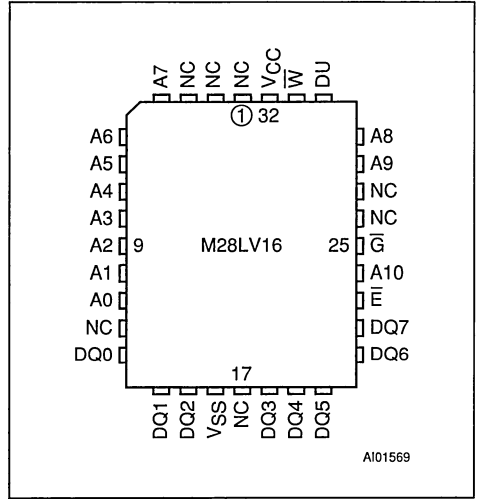 A7 NC NC NC VCC W̅ DU
1 32
A6 A8
A5 A9
A4 NC
A3 NC
A2 9 M28LV16 25 G̅
A1 A10
A0 E̅
NC DQ7
DQ0 DQ6
17
DQ1 DQ2 VSS NC DQ3 DQ4 DQ5
AI01569